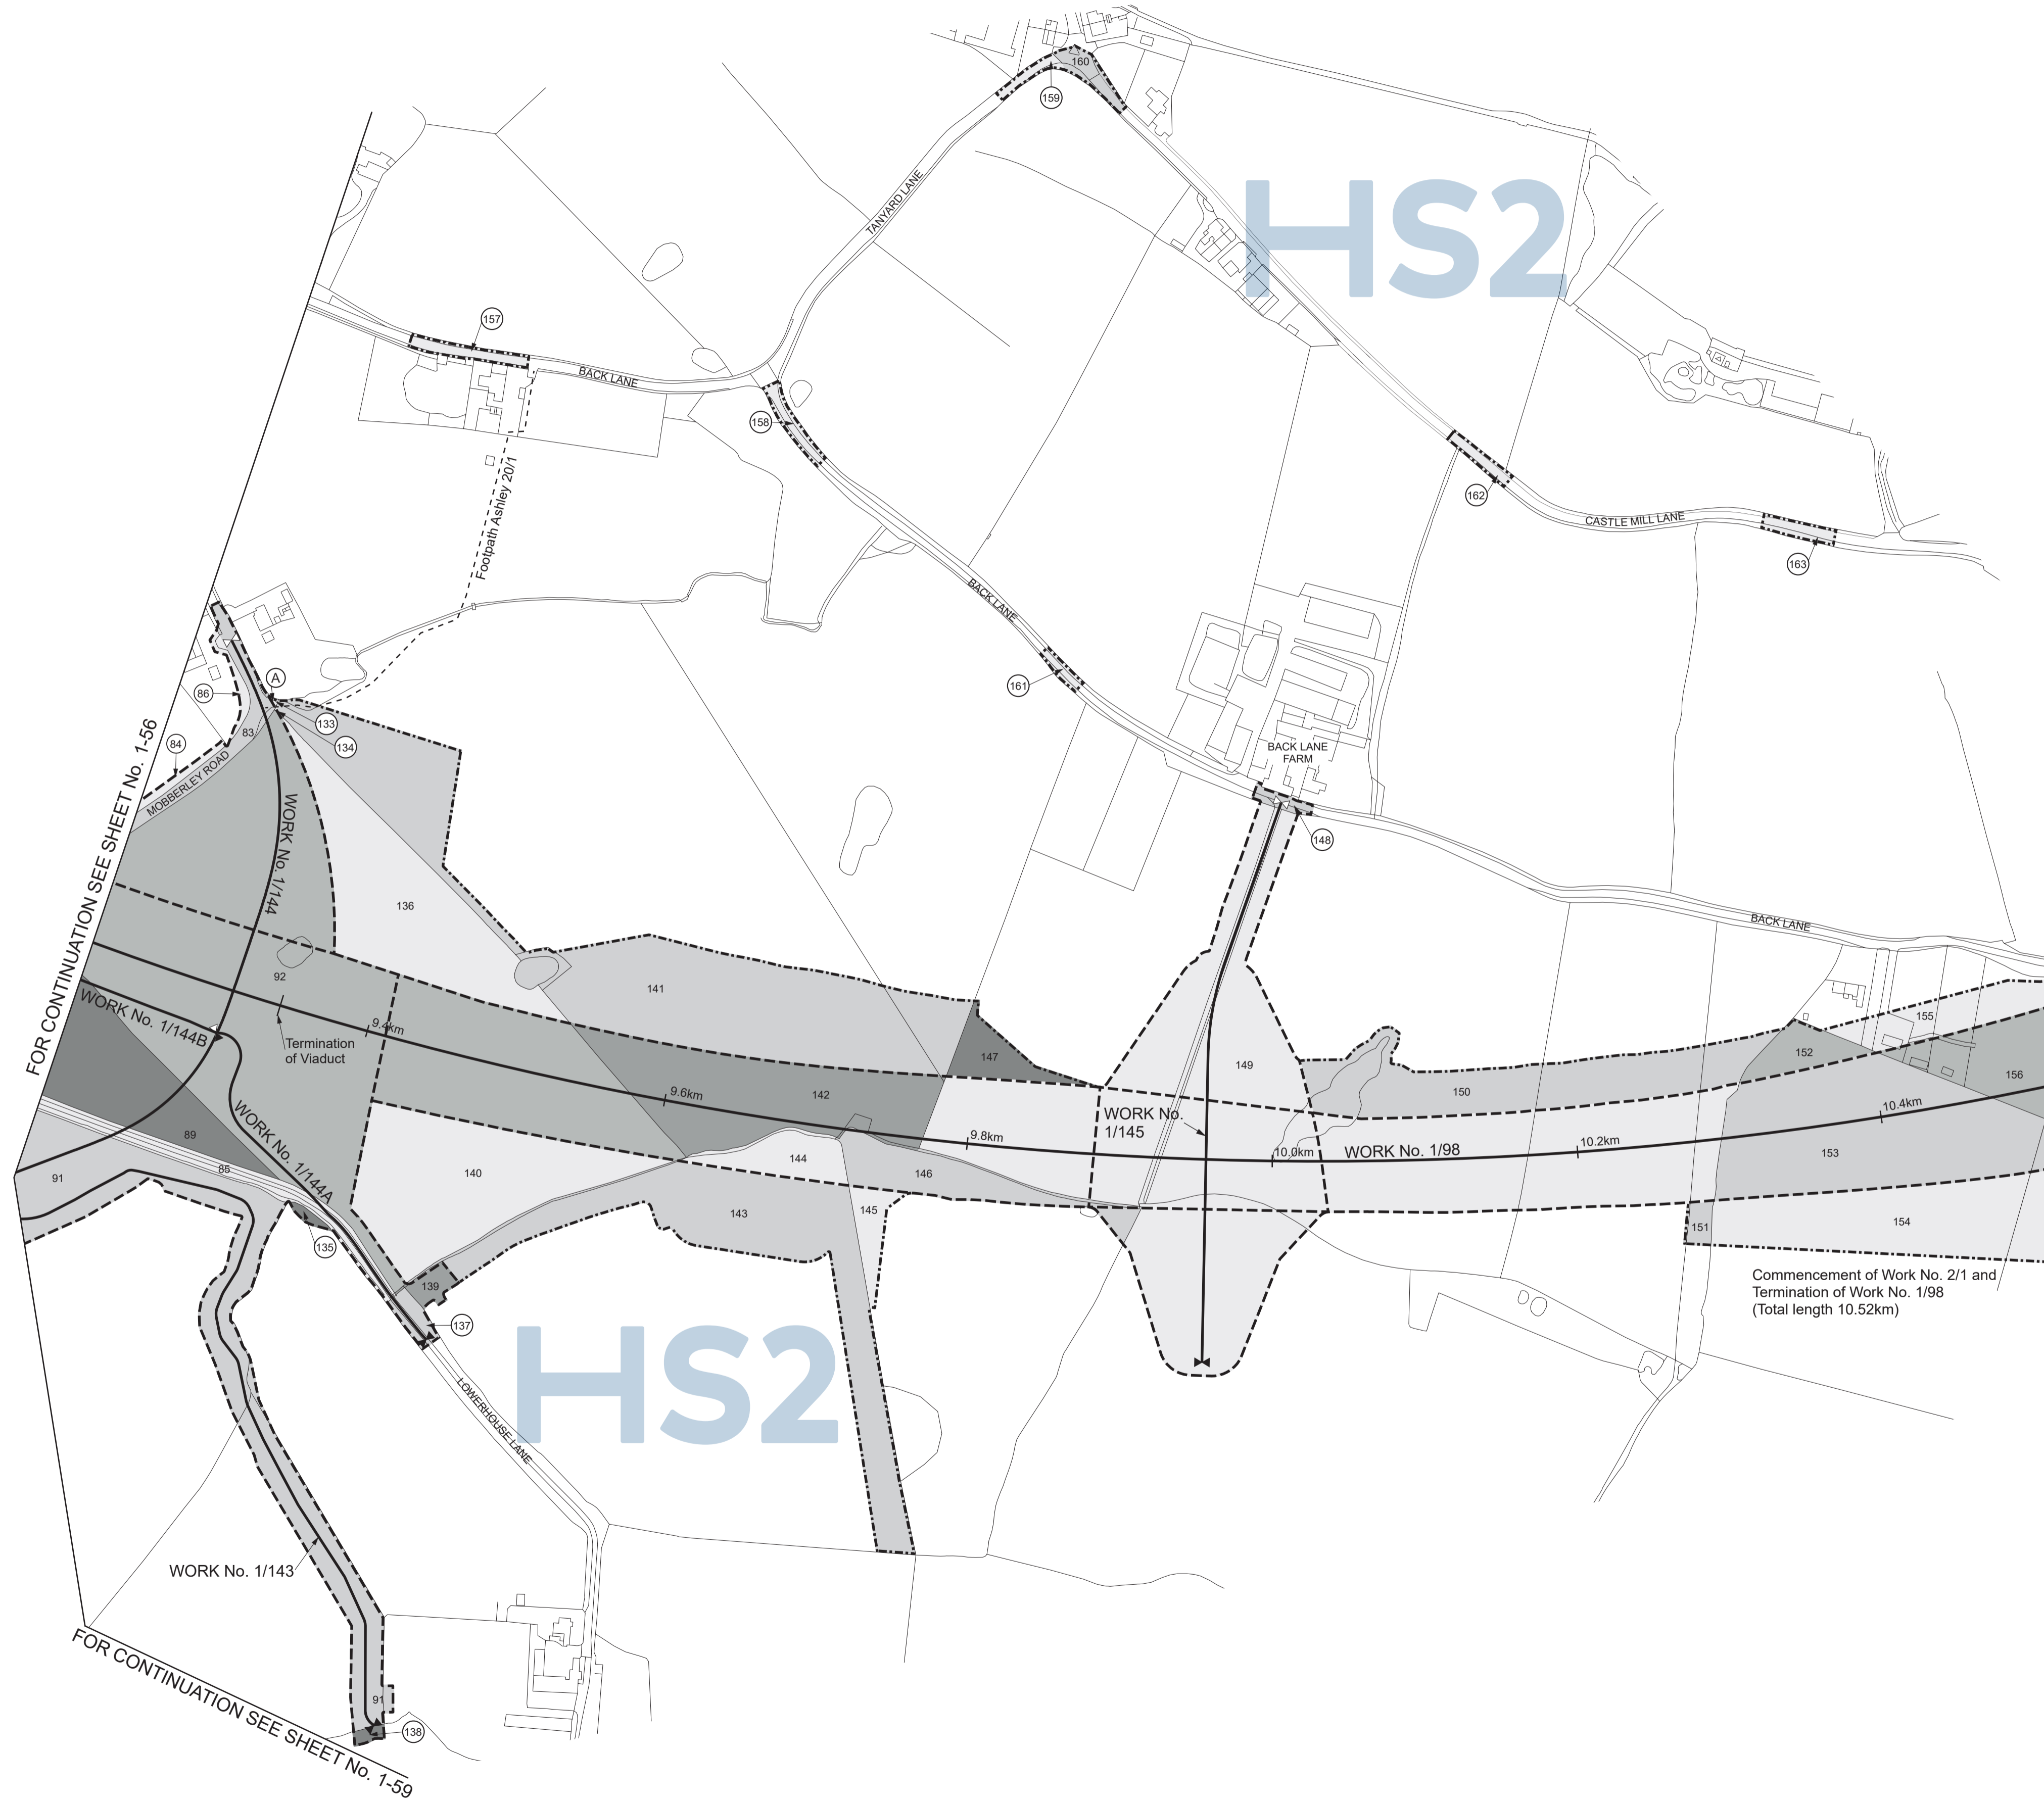 160
159
TANYARD LANE
HS2
157
BACK LANE
158
Footpath Ashley 20/1
162
CASTLE MILL LANE
163
BACK LANE
161
A
86
133
134
83
84
MOBBERLEY ROAD
BACK LANE
FARM
148
WORK No. 1/144
FOR CONTINUATION SEE SHEET No. 1-56
136
BACK LANE
92
141
WORK No. 1/144B
Termination
of Viaduct
9.4km
147
155
152
149
150
156
9.6km
142
WORK No.
1/145
10.4km
89
WORK No. 1/144A
9.8km
10.0km
WORK No. 1/98
10.2km
153
91
85
140
144
146
143
145
151
154
135
139
137
Commencement of Work No. 2/1 and
Termination of Work No. 1/98
(Total length 10.52km)
HS2
LOWERHOUSE LANE
WORK No. 1/143
91
138
FOR CONTINUATION SEE SHEET No. 1-59